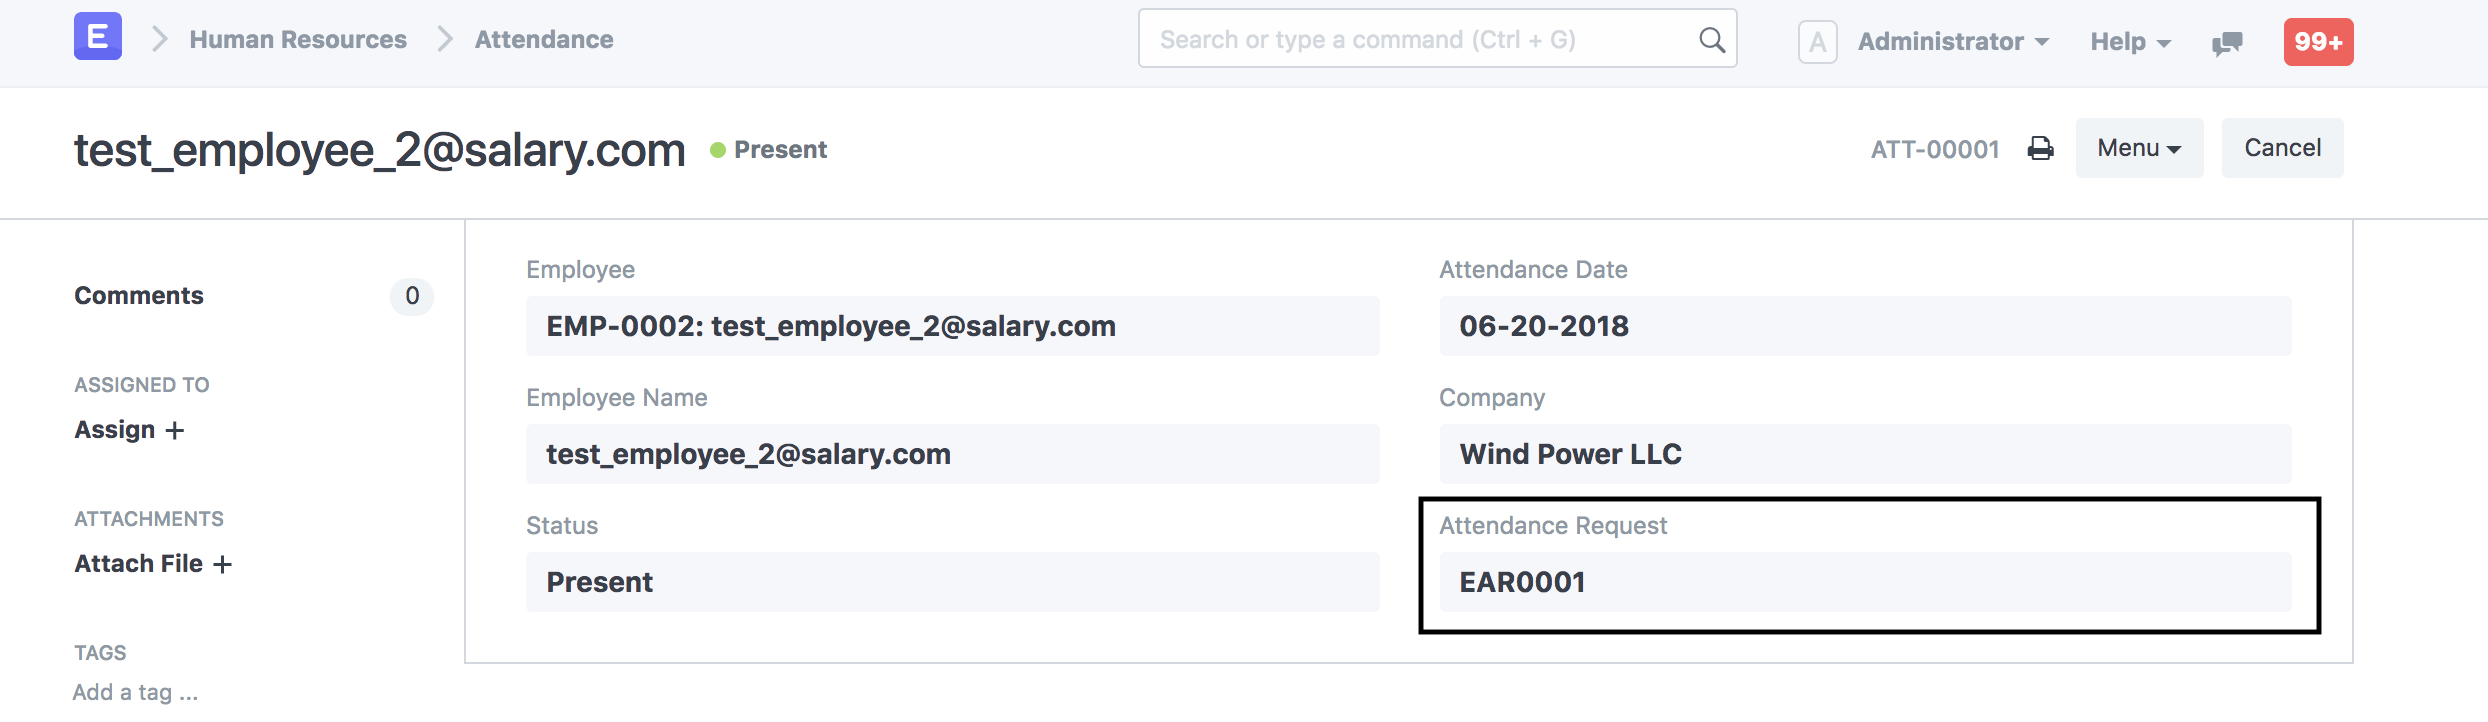 E Human Resources Attendance Search or type a command (Ctrl + G) A Administrator Help 99+
test_employee_2@salary.com Present ATT-00001 Menu Cancel
Comments 0
ASSIGNED TO
Assign +
ATTACHMENTS
Attach File +
TAGS
Add a tag ...
Employee
EMP-0002: test_employee_2@salary.com
Employee Name
test_employee_2@salary.com
Status
Present
Attendance Date
06-20-2018
Company
Wind Power LLC
Attendance Request
EAR0001